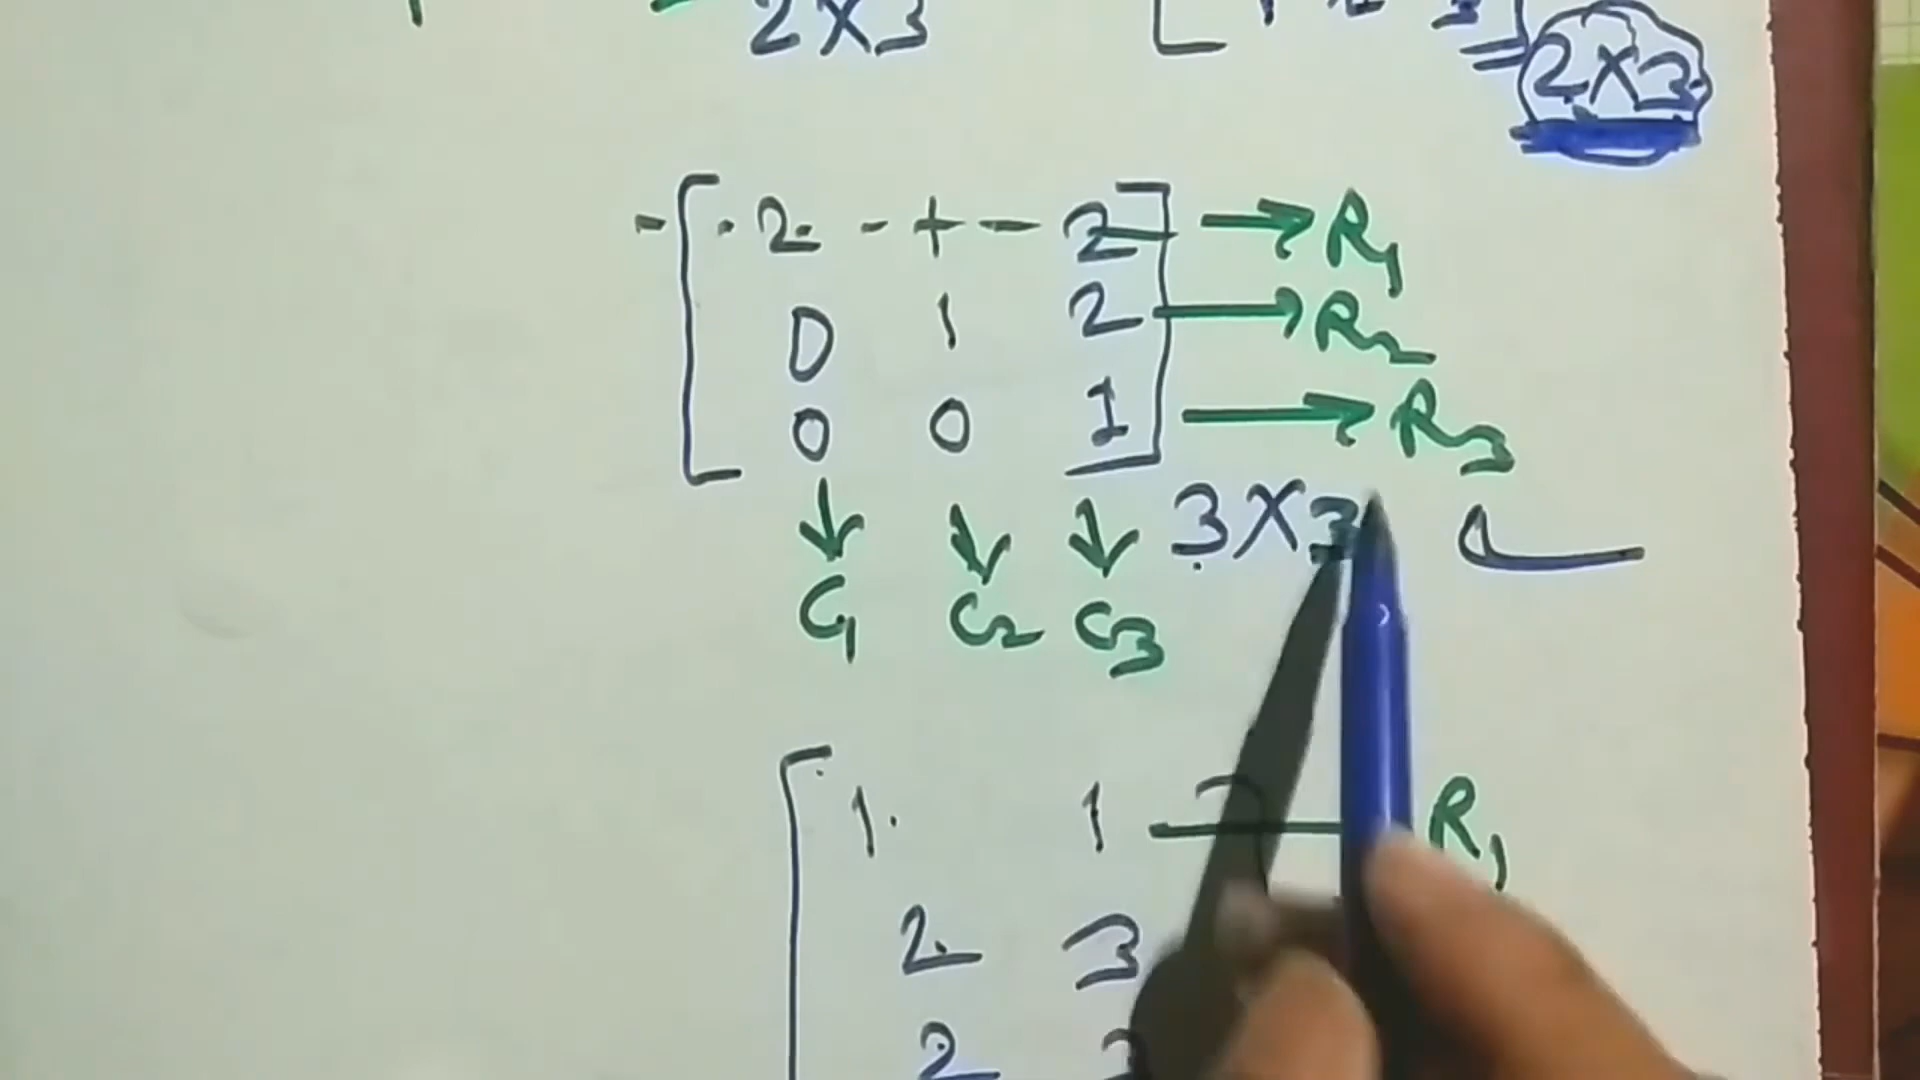 2X3
2X3
2 1 2 → R1
0 1 2 → R2
0 0 1 → R3
3X3
C1 C2 C3
1 1 R1
2 3
2